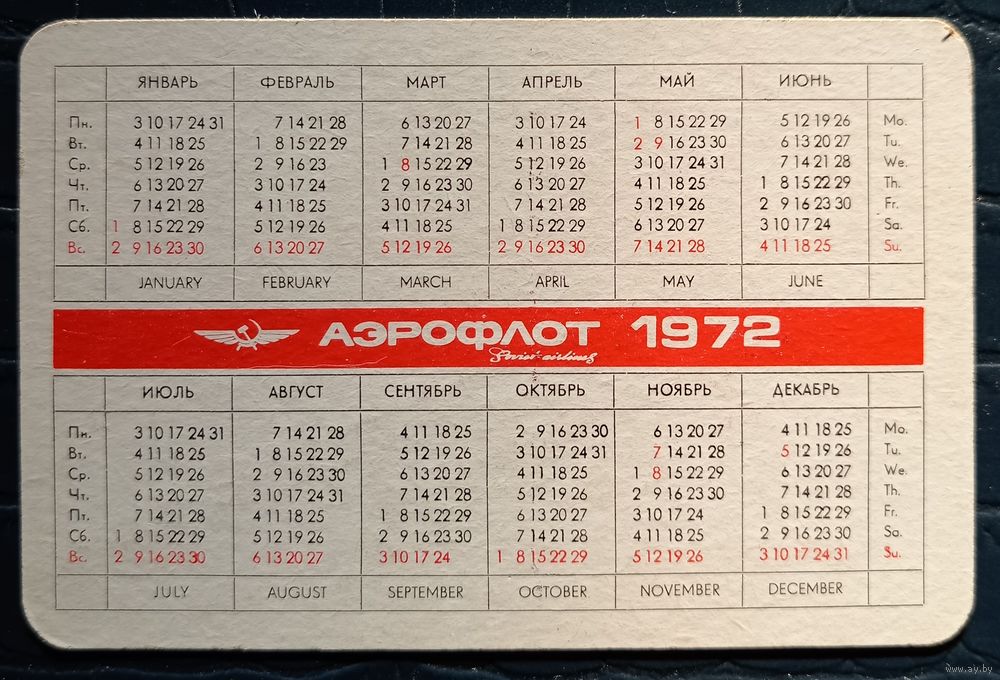 ЯНВАРЬ ФЕВРАЛЬ МАРТ АПРЕЛЬ МАЙ ИЮНЬ
Пн. 3 10 17 24 31 7 14 21 28 6 13 20 27 3 10 17 24 1 8 15 22 29 5 12 19 26 Mo.
Вт. 4 11 18 25 1 8 15 22 29 7 14 21 28 4 11 18 25 2 9 16 23 30 6 13 20 27 Tu.
Ср. 5 12 19 26 2 9 16 23 1 8 15 22 29 5 12 19 26 3 10 17 24 31 7 14 21 28 We.
Чт. 6 13 20 27 3 10 17 24 2 9 16 23 30 6 13 20 27 4 11 18 25 1 8 15 22 29 Th.
Пт. 7 14 21 28 4 11 18 25 3 10 17 24 31 7 14 21 28 5 12 19 26 2 9 16 23 30 Fr.
Сб. 1 8 15 22 29 5 12 19 26 4 11 18 25 1 8 15 22 29 6 13 20 27 3 10 17 24 Sa.
Вс. 2 9 16 23 30 6 13 20 27 5 12 19 26 2 9 16 23 30 7 14 21 28 4 11 18 25 Su.
JANUARY FEBRUARY MARCH APRIL MAY JUNE
АЭРОФЛОТ 1972
Soviet airlines
ИЮЛЬ АВГУСТ СЕНТЯБРЬ ОКТЯБРЬ НОЯБРЬ ДЕКАБРЬ
Пн. 3 10 17 24 31 7 14 21 28 4 11 18 25 2 9 16 23 30 6 13 20 27 4 11 18 25 Mo.
Вт. 4 11 18 25 1 8 15 22 29 5 12 19 26 3 10 17 24 31 7 14 21 28 5 12 19 26 Tu.
Ср. 5 12 19 26 2 9 16 23 30 6 13 20 27 4 11 18 25 1 8 15 22 29 6 13 20 27 We.
Чт. 6 13 20 27 3 10 17 24 31 7 14 21 28 5 12 19 26 2 9 16 23 30 7 14 21 28 Th.
Пт. 7 14 21 28 4 11 18 25 1 8 15 22 29 6 13 20 27 3 10 17 24 1 8 15 22 29 Fr.
Сб. 1 8 15 22 29 5 12 19 26 2 9 16 23 30 7 14 21 28 4 11 18 25 2 9 16 23 30 Sa.
Вс. 2 9 16 23 30 6 13 20 27 3 10 17 24 1 8 15 22 29 5 12 19 26 3 10 17 24 31 Su.
JULY AUGUST SEPTEMBER OCTOBER NOVEMBER DECEMBER
www.ay.by